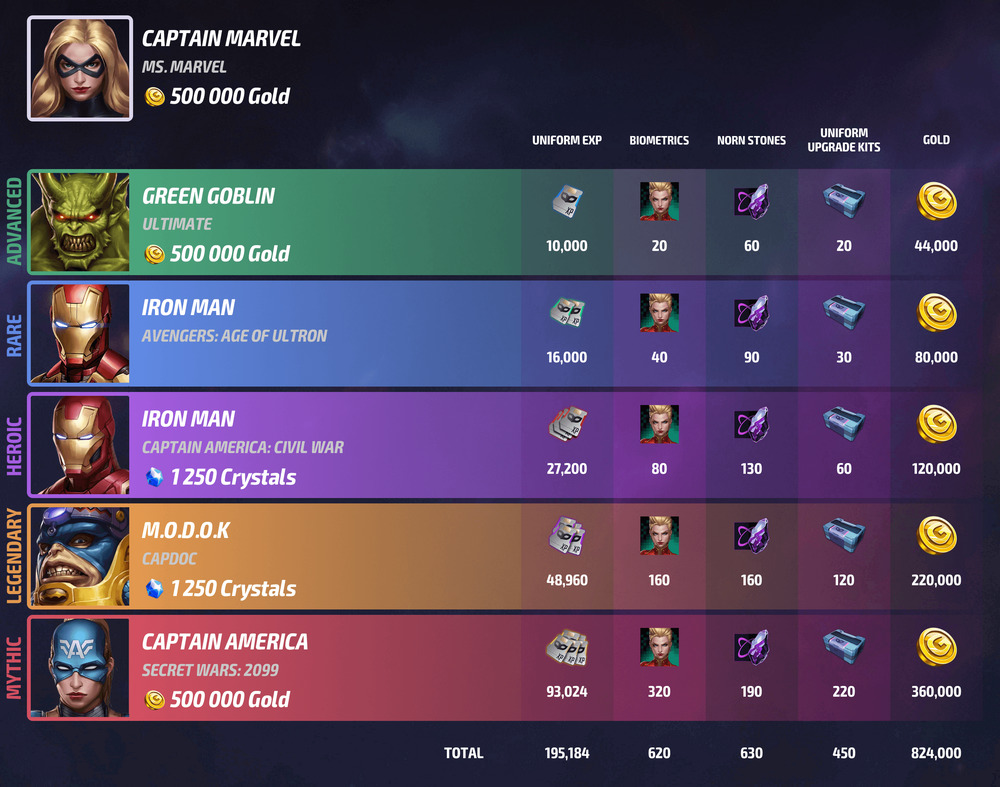 CAPTAIN MARVEL
MS. MARVEL
500 000 Gold
UNIFORM EXP BIOMETRICS NORN STONES UNIFORM UPGRADE KITS GOLD
ADVANCED
GREEN GOBLIN
ULTIMATE
500 000 Gold
10,000 20 60 20 44,000
RARE
IRON MAN
AVENGERS: AGE OF ULTRON
16,000 40 90 30 80,000
HEROIC
IRON MAN
CAPTAIN AMERICA: CIVIL WAR
1 250 Crystals
27,200 80 130 60 120,000
LEGENDARY
M.O.D.O.K
CAPDOC
1 250 Crystals
48,960 160 160 120 220,000
MYTHIC
CAPTAIN AMERICA
SECRET WARS: 2099
500 000 Gold
93,024 320 190 220 360,000
TOTAL 195,184 620 630 450 824,000